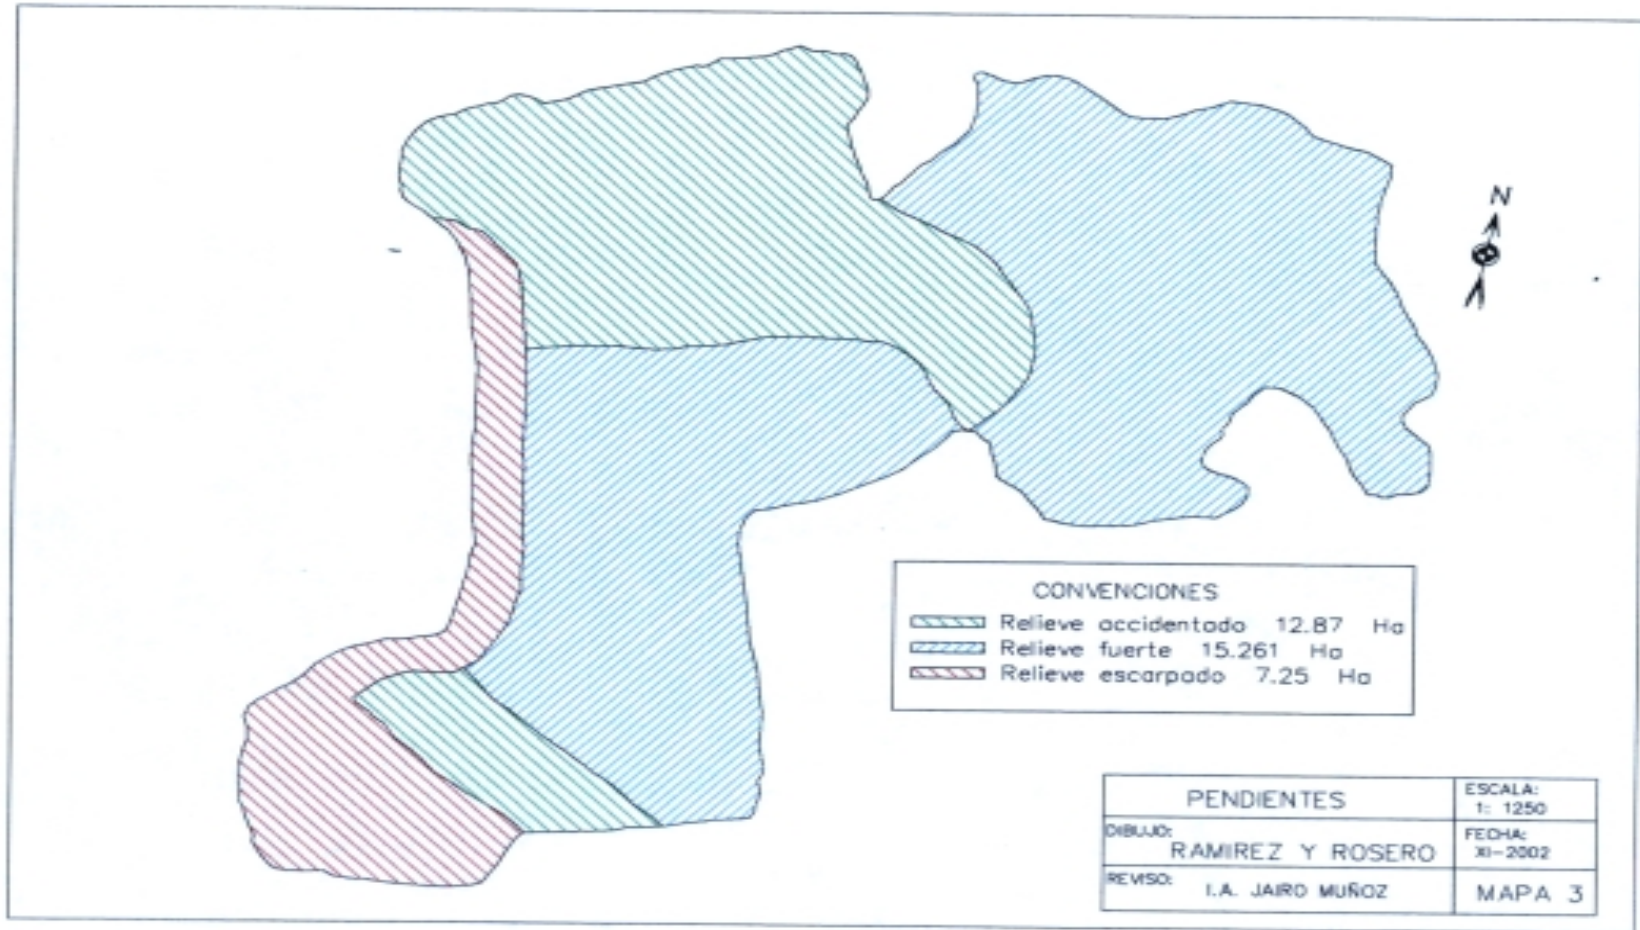 N
CONVENCIONES
Relieve accidentado 12.87 Ha
Relieve fuerte 15.261 Ha
Relieve escarpado 7.25 Ha
PENDIENTES
ESCALA:
1: 1250
DIBUJO:
RAMIREZ Y ROSERO
FECHA:
XI-2002
REVISO:
I.A. JAIRO MUÑOZ
MAPA 3